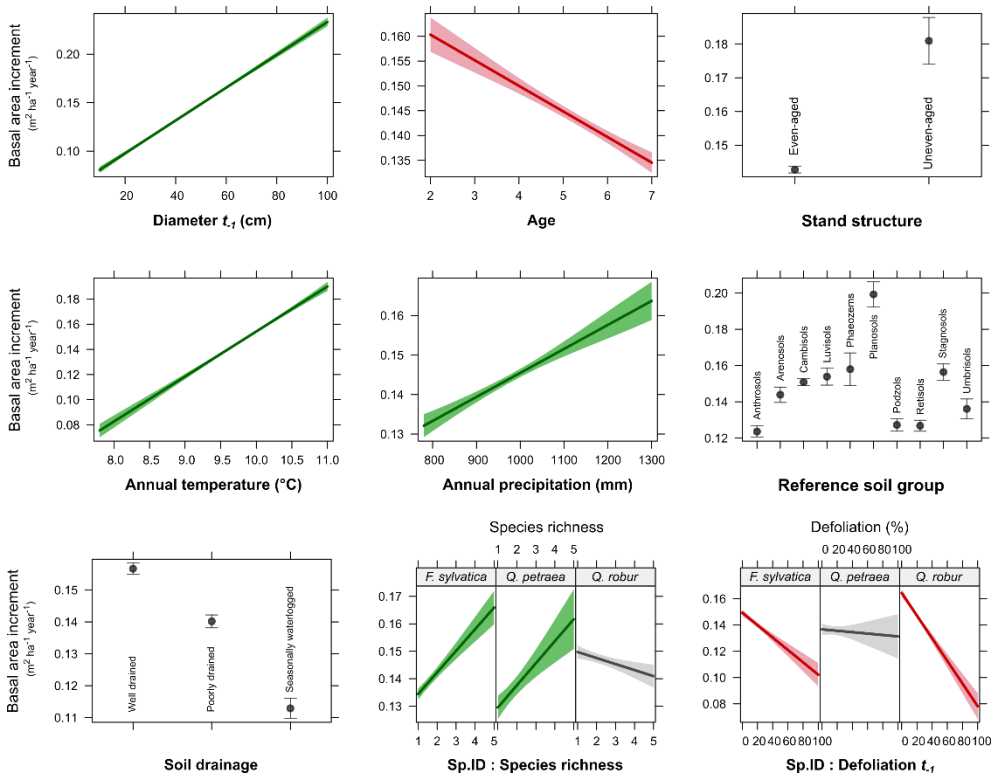 Basal area increment
(m² ha⁻¹ year⁻¹)
0.20
0.15
0.10
20 40 60 80 100
Diameter t₋₁ (cm)
0.160
0.155
0.150
0.145
0.140
0.135
2 3 4 5 6 7
Age
0.18
0.17
0.16
0.15
Even-aged
Uneven-aged
Stand structure
Basal area increment
(m² ha⁻¹ year⁻¹)
0.18
0.16
0.14
0.12
0.10
0.08
8.0 8.5 9.0 9.5 10.0 10.5 11.0
Annual temperature (°C)
0.16
0.15
0.14
0.13
800 900 1000 1100 1200 1300
Annual precipitation (mm)
0.20
0.18
0.16
0.14
0.12
Anthrosols
Arenosols
Cambisols
Luvisols
Phaeozems
Planosols
Podzols
Retisols
Stagnosols
Umbrisols
Reference soil group
Basal area increment
(m² ha⁻¹ year⁻¹)
0.15
0.14
0.13
0.12
0.11
Well drained
Poorly drained
Seasonally waterlogged
Soil drainage
Species richness
1 2 3 4 5
F. sylvatica Q. petraea Q. robur
0.17
0.16
0.15
0.14
0.13
1 2 3 4 5 1 2 3 4 5
Sp.ID : Species richness
Defoliation (%)
0 20 40 60 80 100
F. sylvatica Q. petraea Q. robur
0.16
0.14
0.12
0.10
0.08
0 20 40 60 80 100 0 20 40 60 80 100
Sp.ID : Defoliation t₋₁